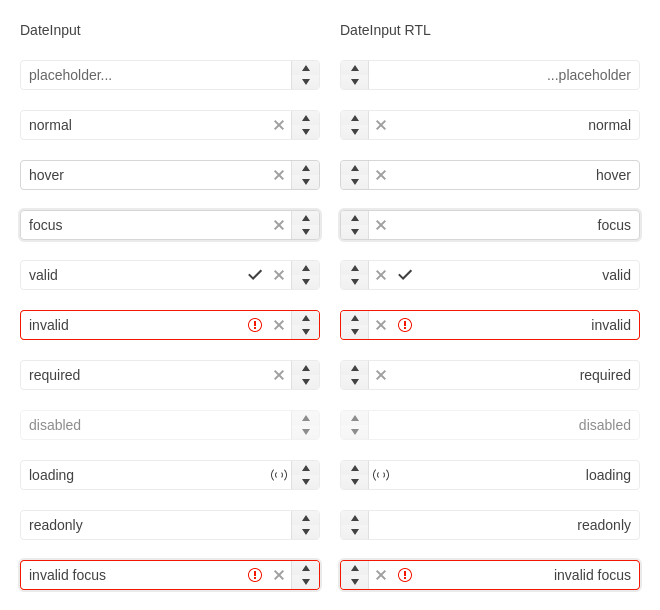 DateInput
DateInput RTL
placeholder...
...placeholder
normal
normal
hover
hover
focus
focus
valid
valid
invalid
invalid
required
required
disabled
disabled
loading
loading
readonly
readonly
invalid focus
invalid focus